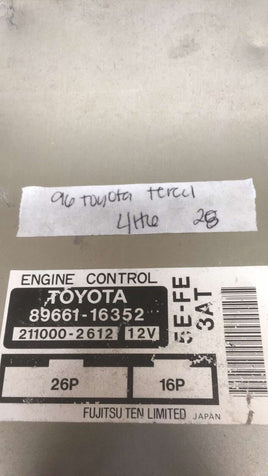 96 toyota tercel
4HU 28
ENGINE CONTROL
TOYOTA
89661-16352
211000-2612 12V
5E-FE
3AT
26P 16P
FUJITSU TEN LIMITED JAPAN